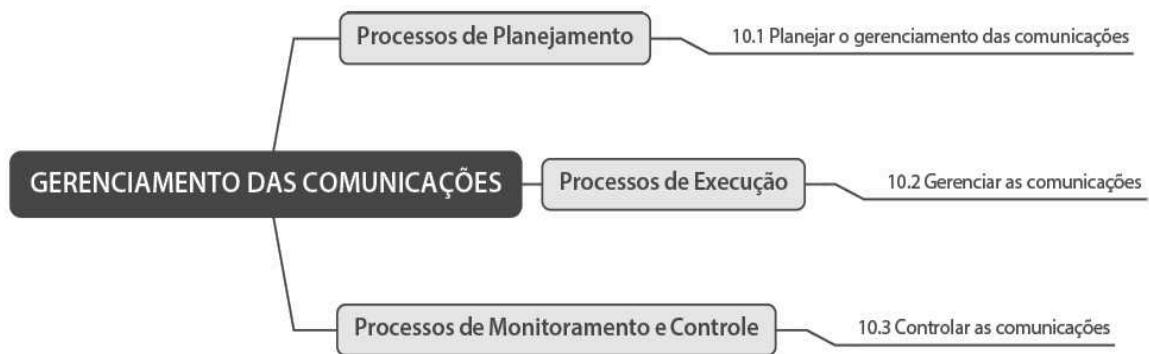 Processos de Planejamento
10.1 Planejar o gerenciamento das comunicações
GERENCIAMENTO DAS COMUNICAÇÕES
Processos de Execução
10.2 Gerenciar as comunicações
Processos de Monitoramento e Controle
10.3 Controlar as comunicações